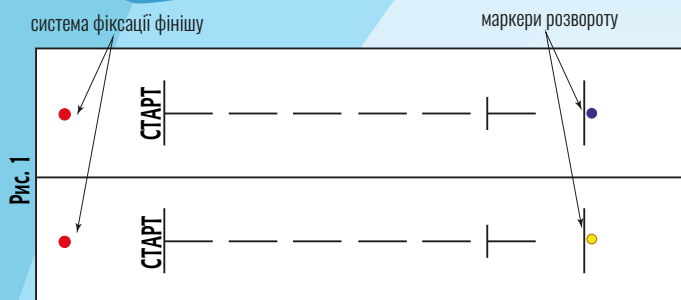 система фіксації фінішу
маркери розвороту
СТАРТ
Рис. 1
СТАРТ